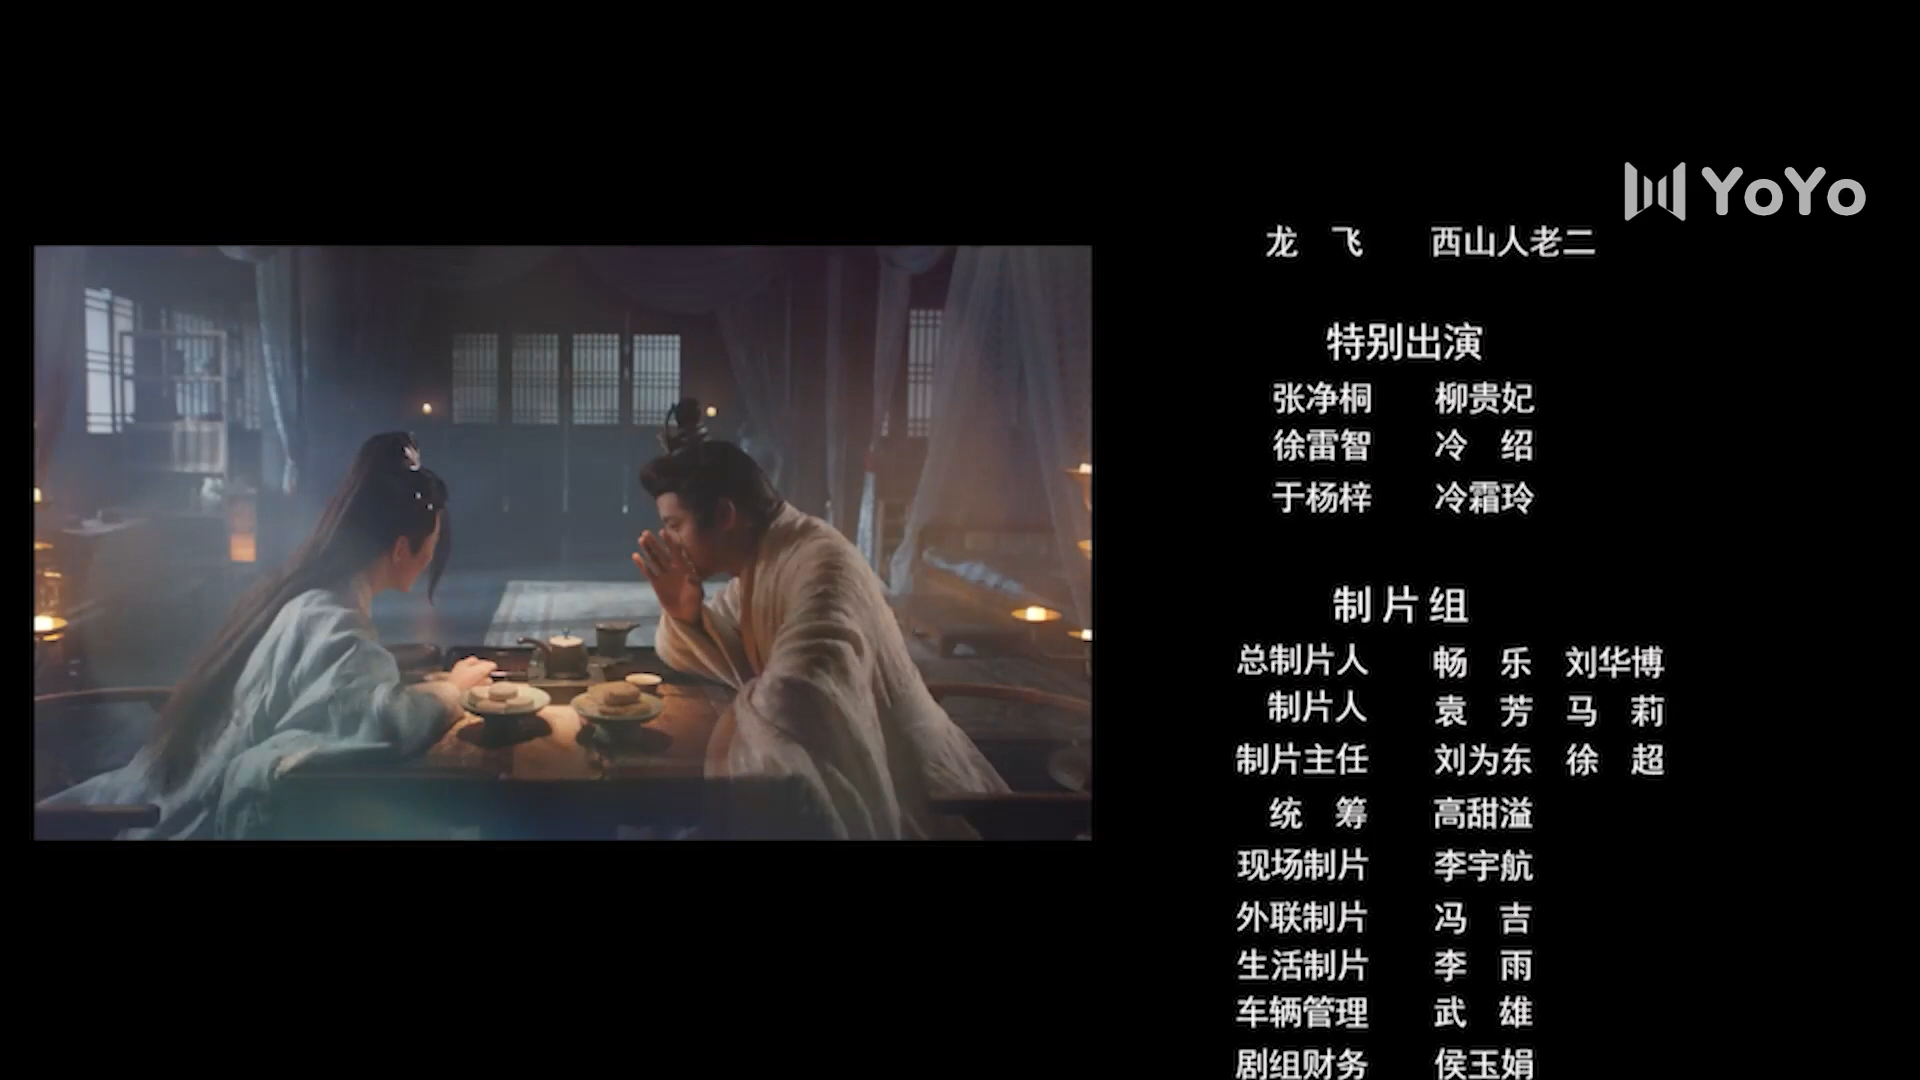 YoYo
龙 飞 西山人老二
特别出演
张净桐 柳贵妃
徐雷智 冷 绍
于杨梓 冷霜玲
制片组
总制片人 畅 乐 刘华博
制片人 袁 芳 马 莉
制片主任 刘为东 徐 超
统 筹 高甜溢
现场制片 李宇航
外联制片 冯 吉
生活制片 李 雨
车辆管理 武 雄
剧组财务 侯玉娟